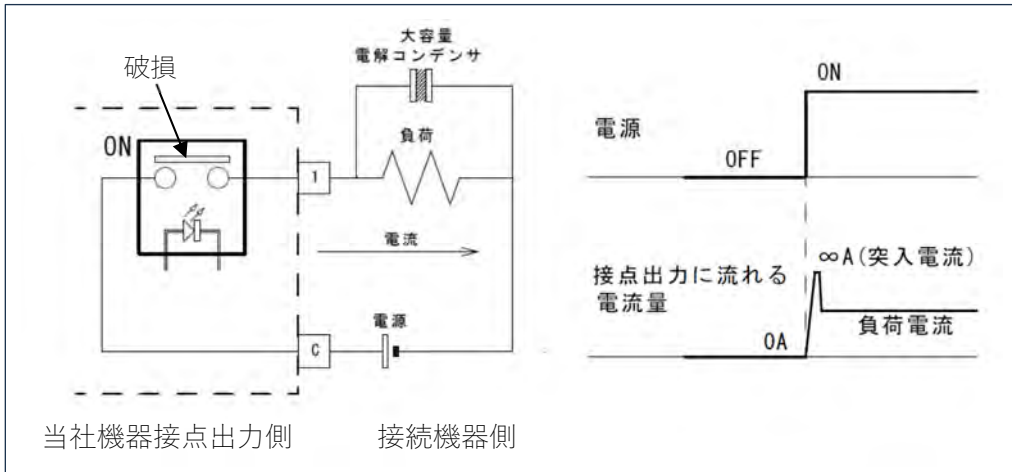 破損
ON
大容量
電解コンデンサ
負荷
1
電流
電源
C
当社機器接点出力側
接続機器側
電源
OFF
ON
接点出力に流れる
電流量
0A
∞A(突入電流)
負荷電流